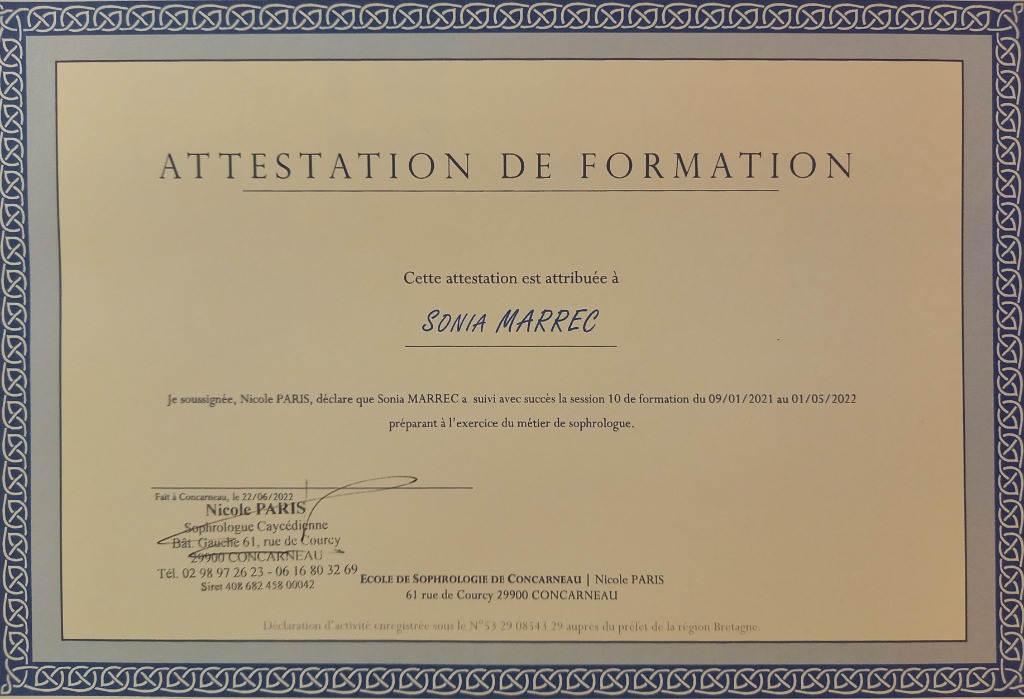 ATTESTATION DE FORMATION
Cette attestation est attribuée à
SONIA MARREC
Je soussignée, Nicole PARIS, déclare que Sonia MARREC a suivi avec succès la session 10 de formation du 09/01/2021 au 01/05/2022
préparant à l'exercice du métier de sophrologue.
Fait à Concarneau, le 22/06/2022
Nicole PARIS
Sophrologue Caycédienne
Bât. Gauche 61, rue de Courcy
29900 CONCARNEAU
Tél. 02 98 97 26 23 - 06 16 80 32 69
Siret 408 682 458 00042
ECOLE DE SOPHROLOGIE DE CONCARNEAU | Nicole PARIS
61 rue de Courcy 29900 CONCARNEAU
Déclaration d'activité enregistrée sous le N°53 29 08543 29 auprès du préfet de la région Bretagne.